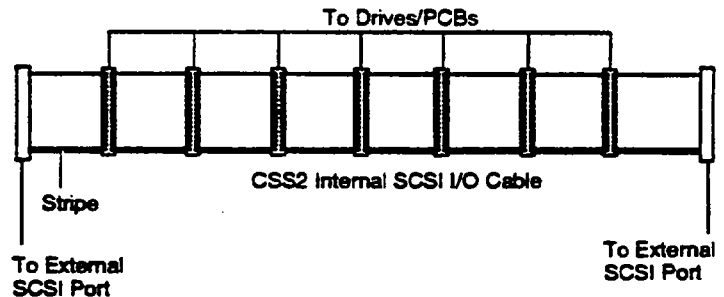 To Drives/PCBs
CSS2 Internal SCSI I/O Cable
Stripe
To External
SCSI Port
To External
SCSI Port